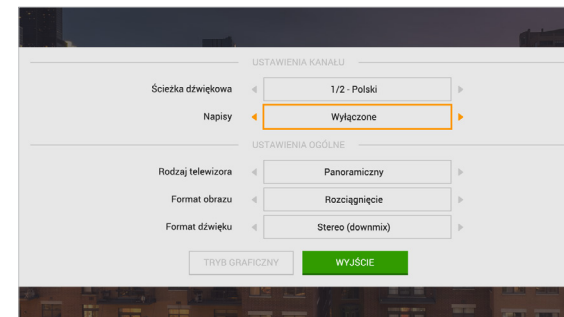 USTAWIENIA KANAŁU
Ścieżka dźwiękowa 1/2 - Polski
Napisy Wyłączone
USTAWIENIA OGÓLNE
Rodzaj telewizora Panoramiczny
Format obrazu Rozciągnięcie
Format dźwięku Stereo (downmix)
TRYB GRAFICZNY WYJŚCIE